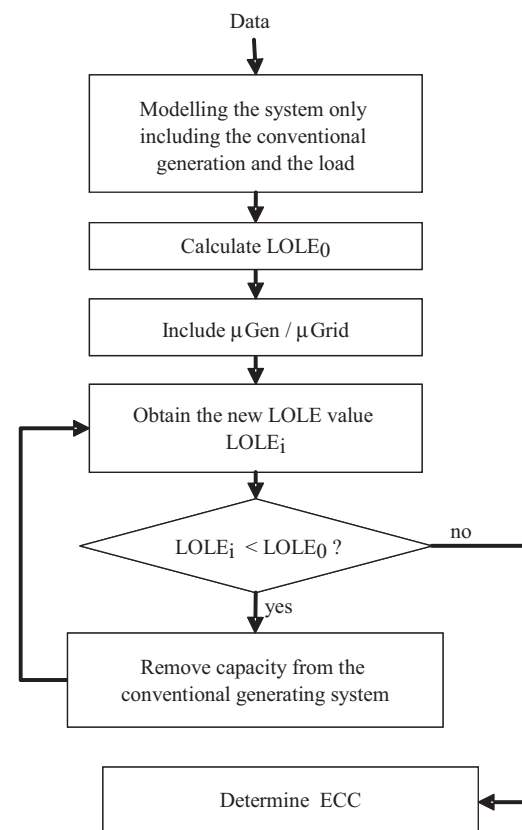 Data
Modelling the system only
including the conventional
generation and the load
Calculate LOLE0
Include μGen / μGrid
Obtain the new LOLE value
LOLEi
LOLEi < LOLE0 ?
no
yes
Remove capacity from the
conventional generating system
Determine ECC